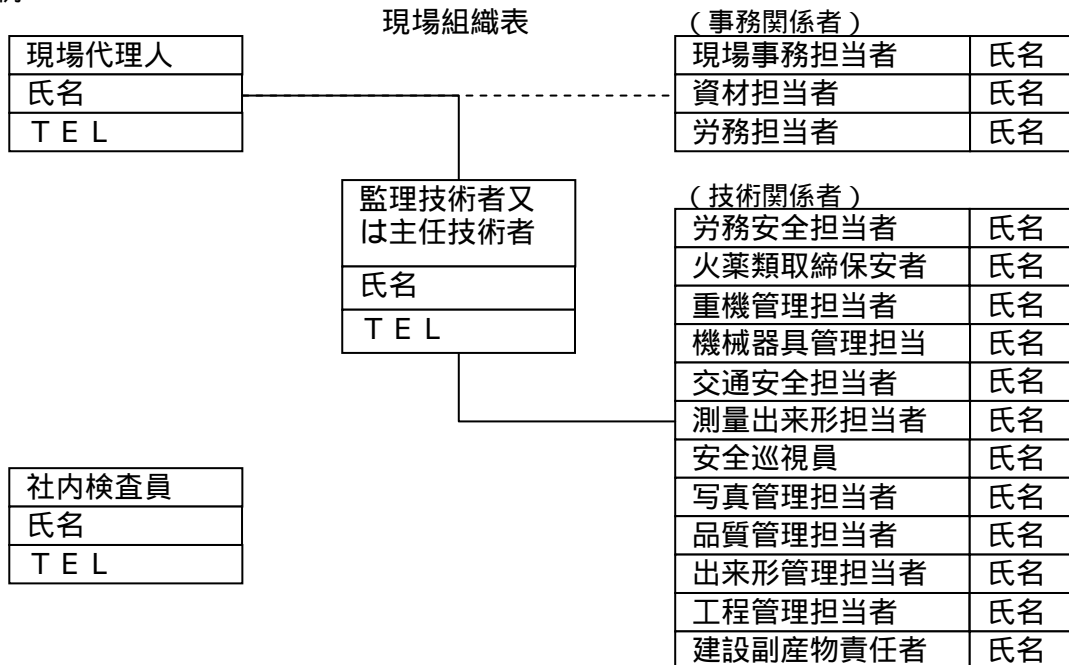 現場組織表
現場代理人
氏名
ＴＥＬ
（事務関係者）
現場事務担当者 氏名
資材担当者 氏名
労務担当者 氏名
監理技術者又
は主任技術者
氏名
ＴＥＬ
（技術関係者）
労務安全担当者 氏名
火薬類取締保安者 氏名
重機管理担当者 氏名
機械器具管理担当 氏名
交通安全担当者 氏名
測量出来形担当者 氏名
安全巡視員 氏名
写真管理担当者 氏名
品質管理担当者 氏名
出来形管理担当者 氏名
工程管理担当者 氏名
建設副産物責任者 氏名
社内検査員
氏名
ＴＥＬ